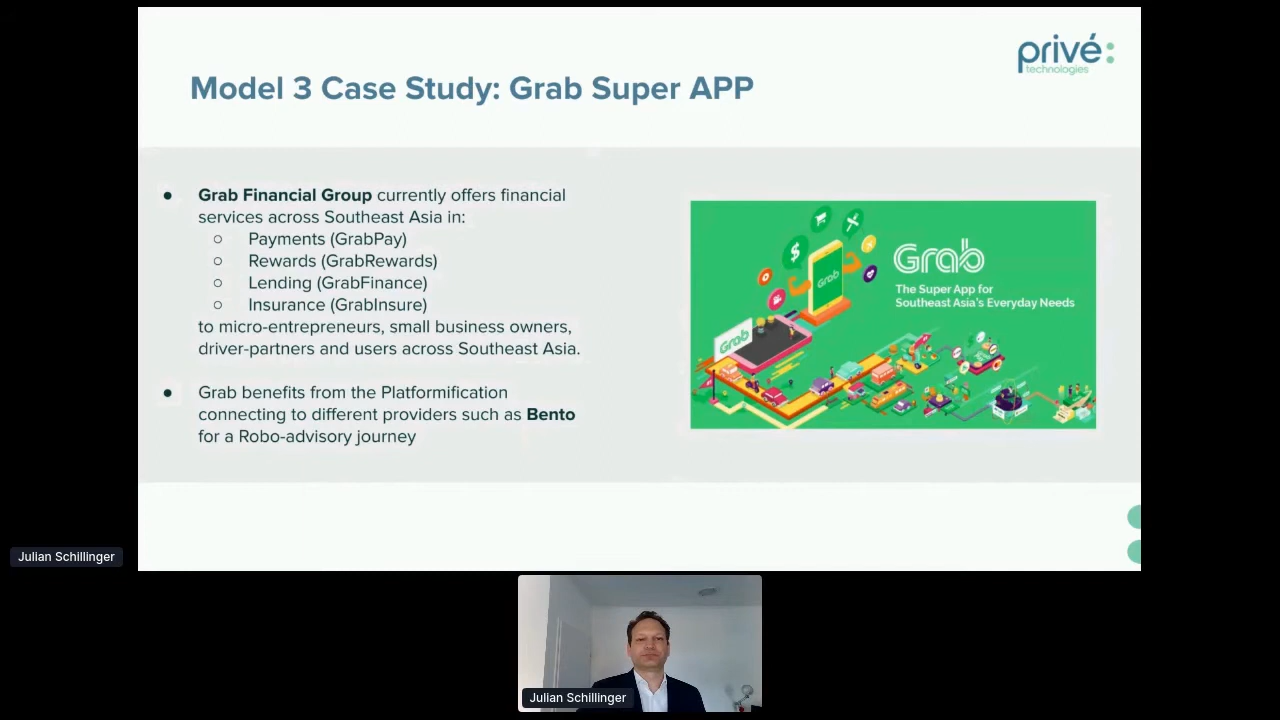 privé:
technologies
Model 3 Case Study: Grab Super APP
● Grab Financial Group currently offers financial
services across Southeast Asia in:
○ Payments (GrabPay)
○ Rewards (GrabRewards)
○ Lending (GrabFinance)
○ Insurance (GrabInsure)
to micro-entrepreneurs, small business owners,
driver-partners and users across Southeast Asia.
● Grab benefits from the Platformification
connecting to different providers such as Bento
for a Robo-advisory journey
Grab
The Super App for
Southeast Asia's Everyday Needs
Grab
Grab
$
Julian Schillinger
Julian Schillinger